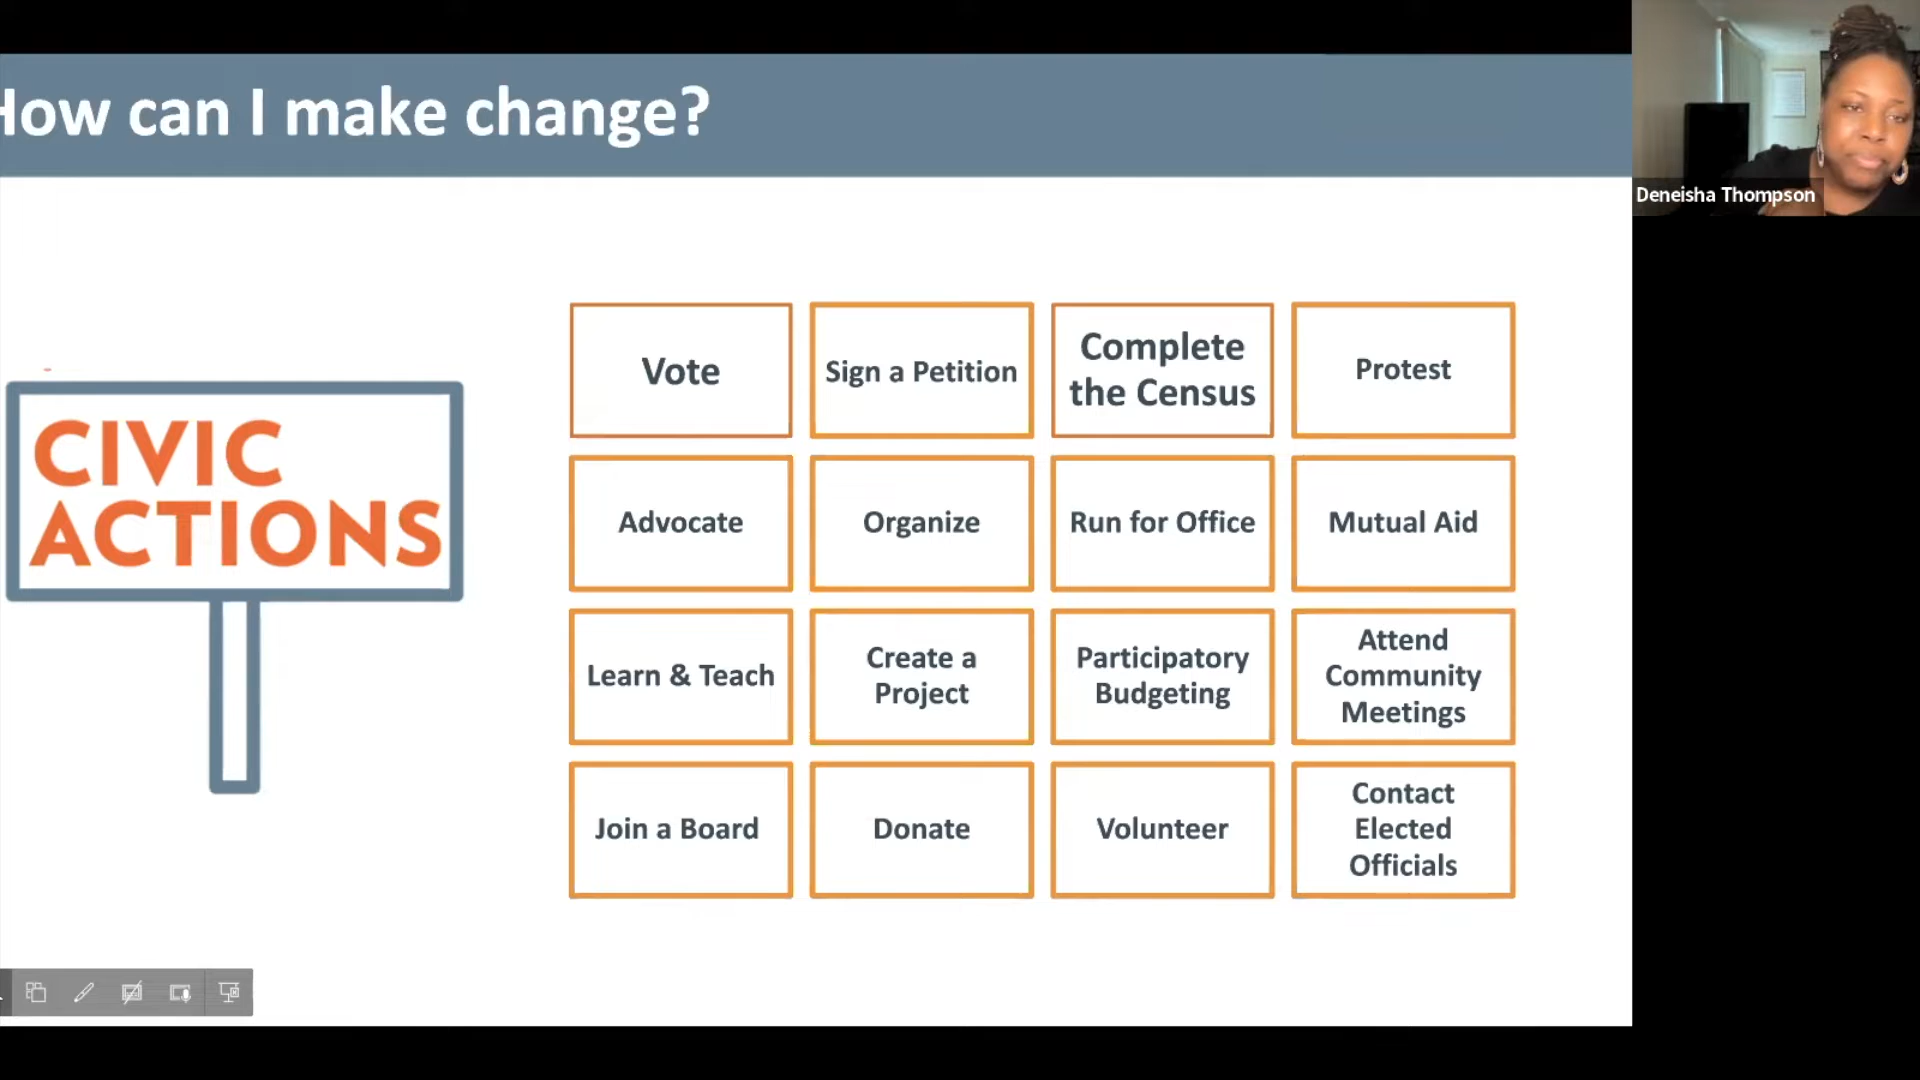 How can I make change?
Deneisha Thompson
CIVIC
ACTIONS
Vote
Sign a Petition
Complete
the Census
Protest
Advocate
Organize
Run for Office
Mutual Aid
Learn & Teach
Create a
Project
Participatory
Budgeting
Attend
Community
Meetings
Join a Board
Donate
Volunteer
Contact
Elected
Officials